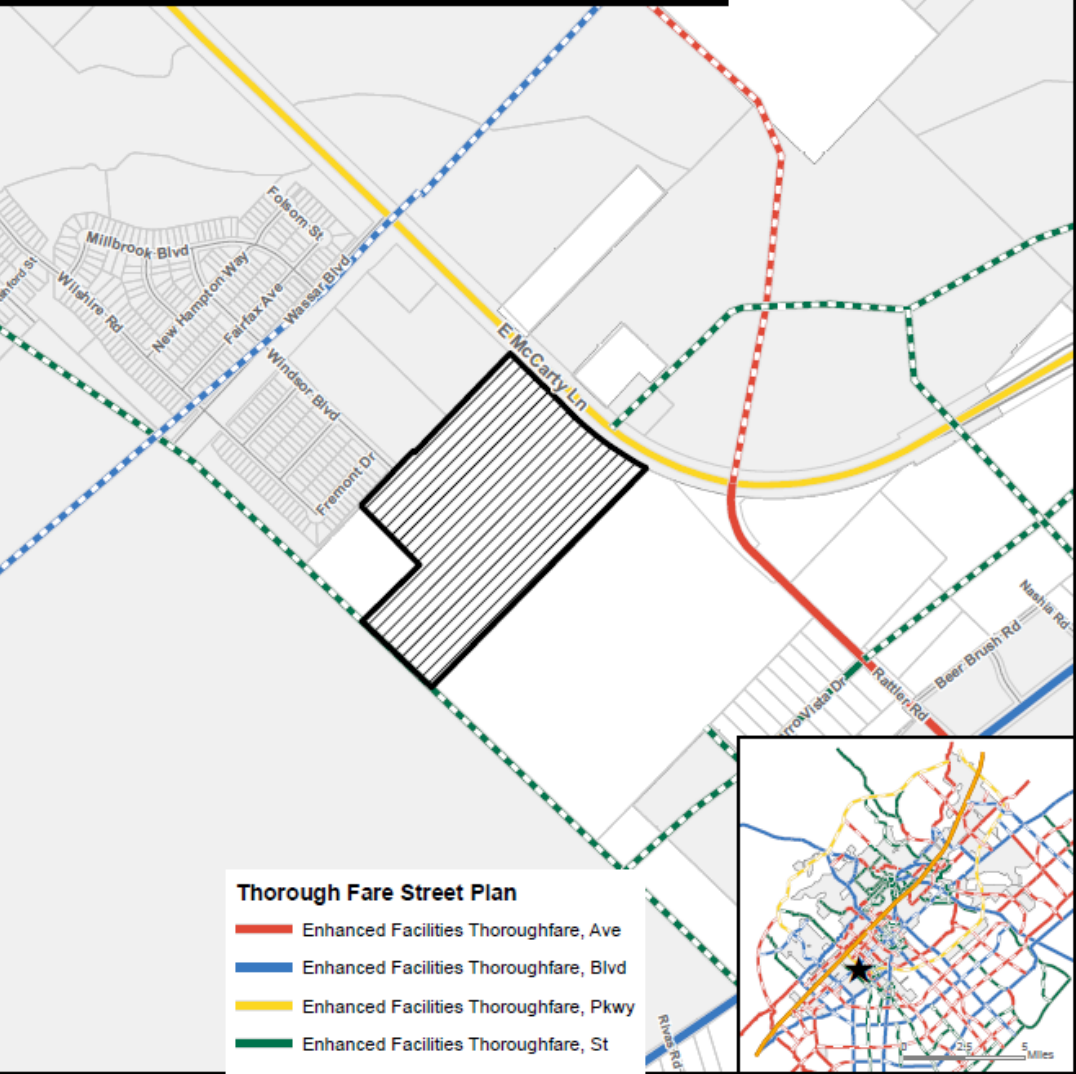 Folsom St
Millbrook Blvd
Wilshire Rd
New Hampton Way
Fairfax Ave
Wassar Blvd
Windsor Blvd
Fremont Dr
E McCarty Ln
Nashia Rd
Beer Brush Rd
Rattler Rd
Vista Dr
Rivas Rd
Thorough Fare Street Plan
Enhanced Facilities Thoroughfare, Ave
Enhanced Facilities Thoroughfare, Blvd
Enhanced Facilities Thoroughfare, Pkwy
Enhanced Facilities Thoroughfare, St
0 2.5 5
Miles